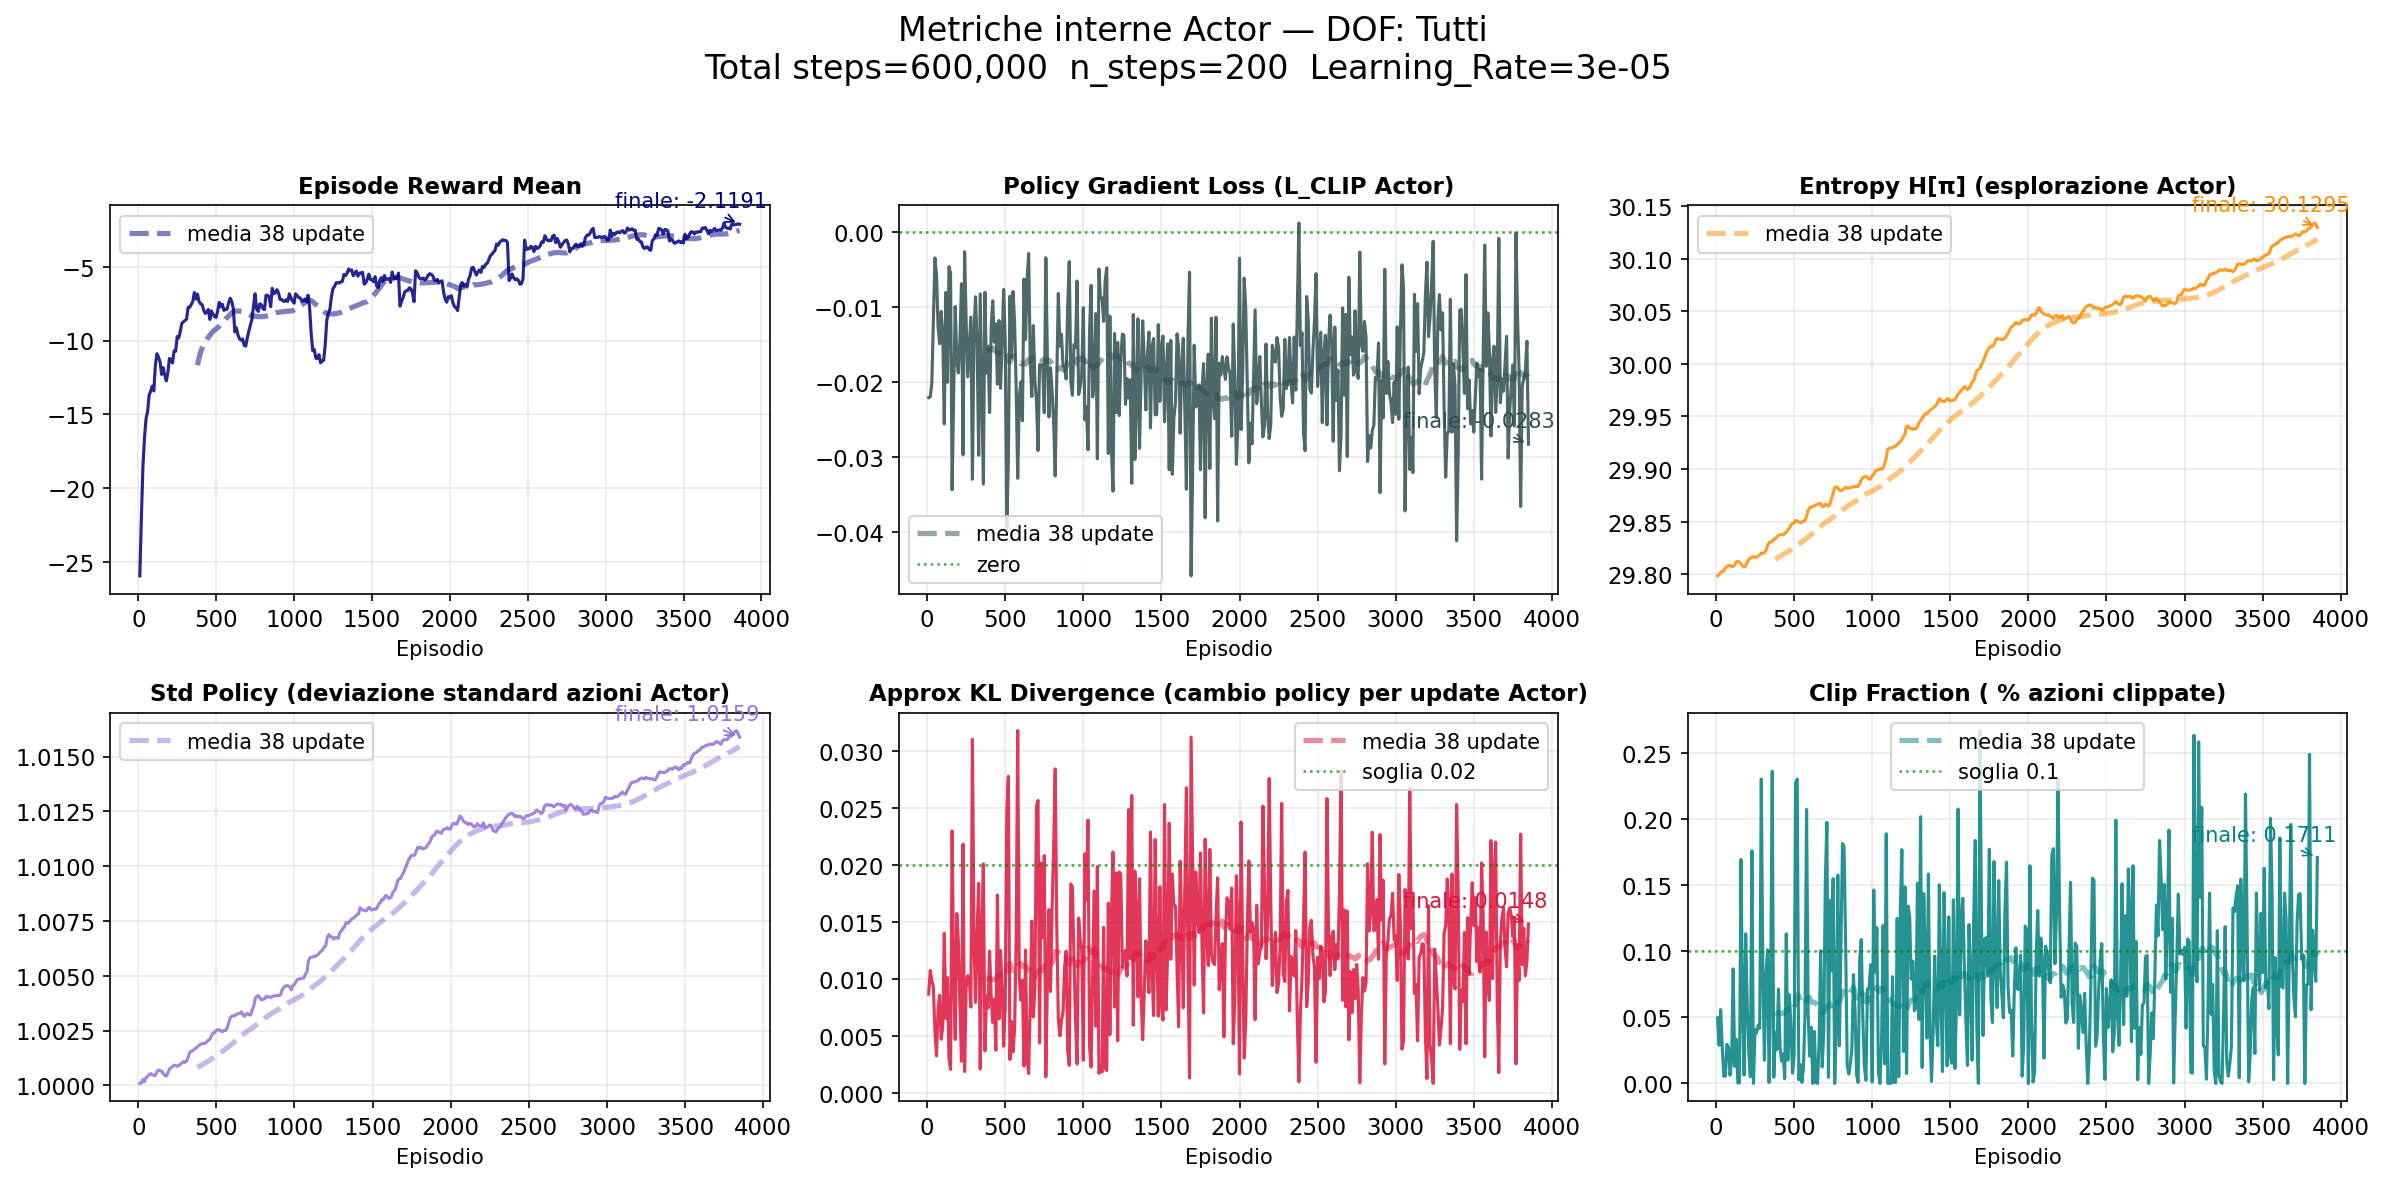 Metriche interne Actor — DOF: Tutti
Total steps=600,000  n_steps=200  Learning_Rate=3e-05
Episode Reward Mean
finale: -2.1191
media 38 update
−5
−10
−15
−20
−25
0 500 1000 1500 2000 2500 3000 3500 4000
Episodio
Policy Gradient Loss (L_CLIP Actor)
0.00
−0.01
−0.02
−0.03
−0.04
finale: -0.0283
media 38 update
zero
0 500 1000 1500 2000 2500 3000 3500 4000
Episodio
Entropy H[π] (esplorazione Actor)
finale: 30.1295
media 38 update
30.15
30.10
30.05
30.00
29.95
29.90
29.85
29.80
0 500 1000 1500 2000 2500 3000 3500 4000
Episodio
Std Policy (deviazione standard azioni Actor)
finale: 1.0159
media 38 update
1.0150
1.0125
1.0100
1.0075
1.0050
1.0025
1.0000
0 500 1000 1500 2000 2500 3000 3500 4000
Episodio
Approx KL Divergence (cambio policy per update Actor)
media 38 update
soglia 0.02
finale: 0.0148
0.030
0.025
0.020
0.015
0.010
0.005
0.000
0 500 1000 1500 2000 2500 3000 3500 4000
Episodio
Clip Fraction ( % azioni clippate)
media 38 update
soglia 0.1
finale: 0.1711
0.25
0.20
0.15
0.10
0.05
0.00
0 500 1000 1500 2000 2500 3000 3500 4000
Episodio